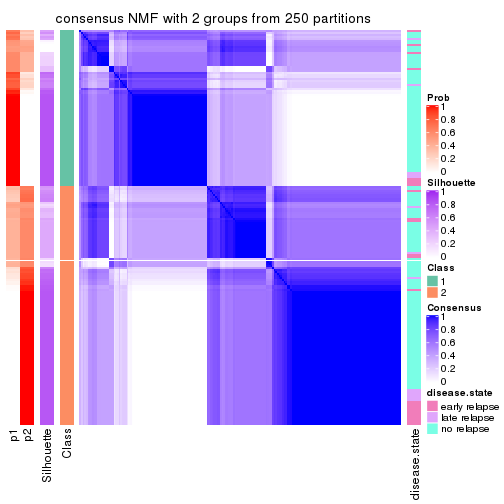 consensus NMF with 2 groups from 250 partitions
Prob
1
0.8
0.6
0.4
0.2
0
Silhouette
1
0.8
0.6
0.4
0.2
0
Class
1
2
Consensus
1
0.8
0.6
0.4
0.2
0
disease.state
early relapse
late relapse
no relapse
p1
p2
Silhouette
Class
disease.state